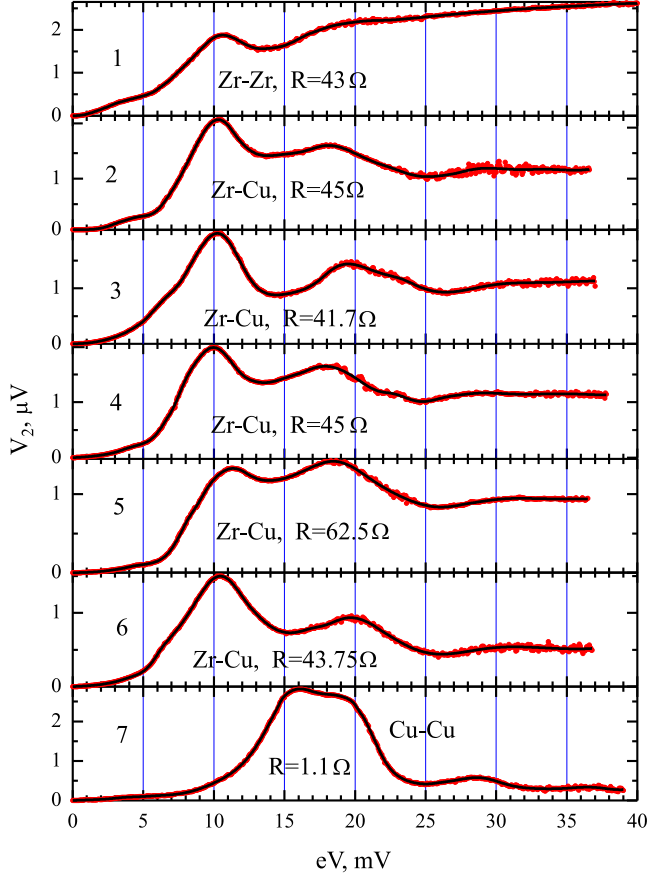 2
1
0
1
Zr-Zr, R=43 Ω
1
0
2
Zr-Cu, R=45Ω
1
0
3
Zr-Cu, R=41.7Ω
1
0
4
Zr-Cu, R=45 Ω
1
0
5
Zr-Cu, R=62.5Ω
1
0
6
Zr-Cu, R=43.75Ω
2
1
0
7
Cu-Cu
R=1.1Ω
V2, μV
0 5 10 15 20 25 30 35 40
eV, mV